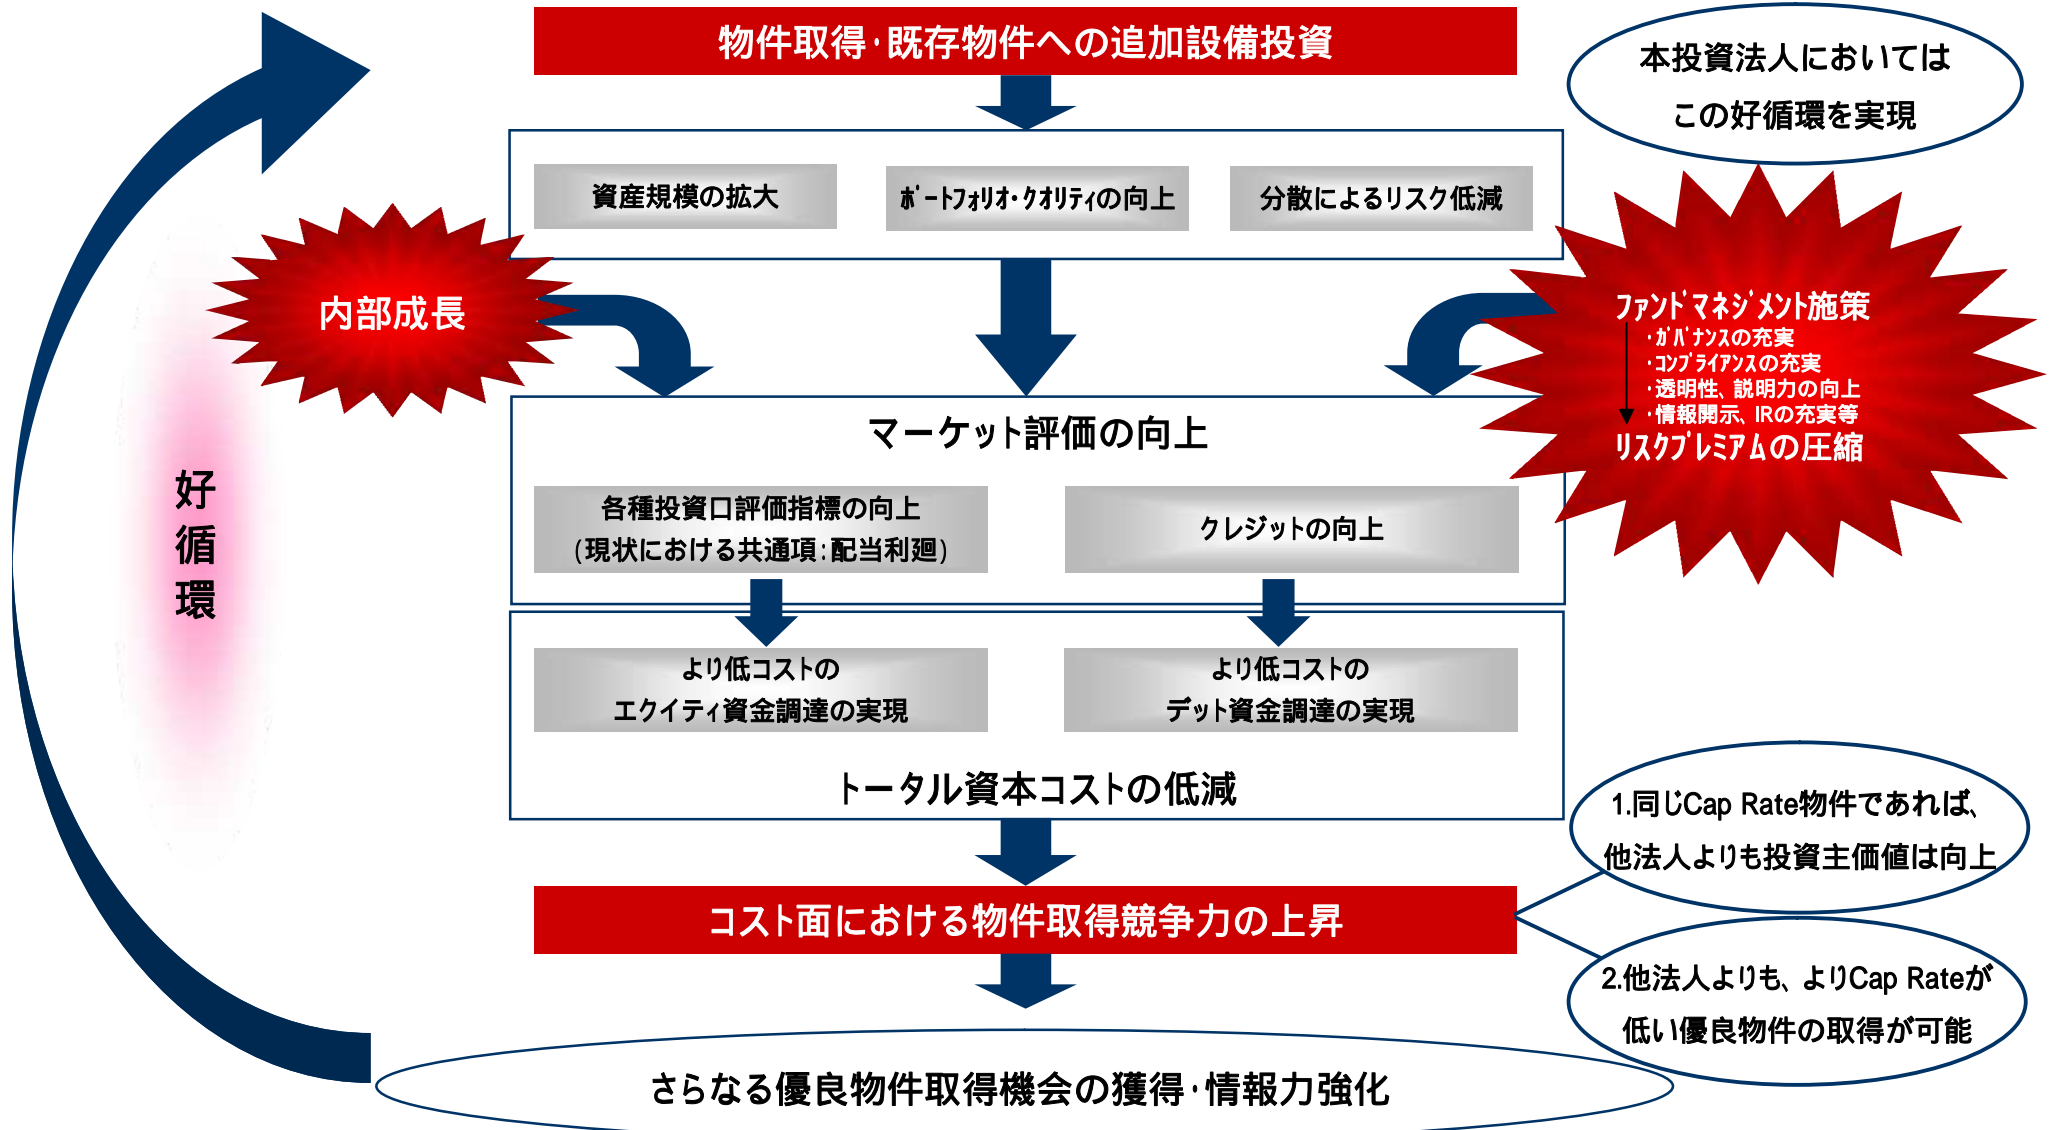 物件取得･既存物件への追加設備投資
本投資法人においては
この好循環を実現
資産規模の拡大
ﾎﾟｰﾄﾌｫﾘｵ･ｸｵﾘﾃｨの向上
分散によるリスク低減
内部成長
ﾌｧﾝﾄﾞﾏﾈｼﾞﾒﾝﾄ施策
･ｶﾞﾊﾞﾅﾝｽの充実
･ｺﾝﾌﾟﾗｲｱﾝｽの充実
･透明性、説明力の向上
･情報開示、IRの充実等
ﾘｽｸﾌﾟﾚﾐｱﾑの圧縮
マーケット評価の向上
各種投資口評価指標の向上
(現状における共通項:配当利廻)
クレジットの向上
好
循
環
より低コストの
エクイティ資金調達の実現
より低コストの
デット資金調達の実現
トータル資本コストの低減
1.同じCap Rate物件であれば、
他法人よりも投資主価値は向上
コスト面における物件取得競争力の上昇
2.他法人よりも、よりCap Rateが
低い優良物件の取得が可能
さらなる優良物件取得機会の獲得･情報力強化